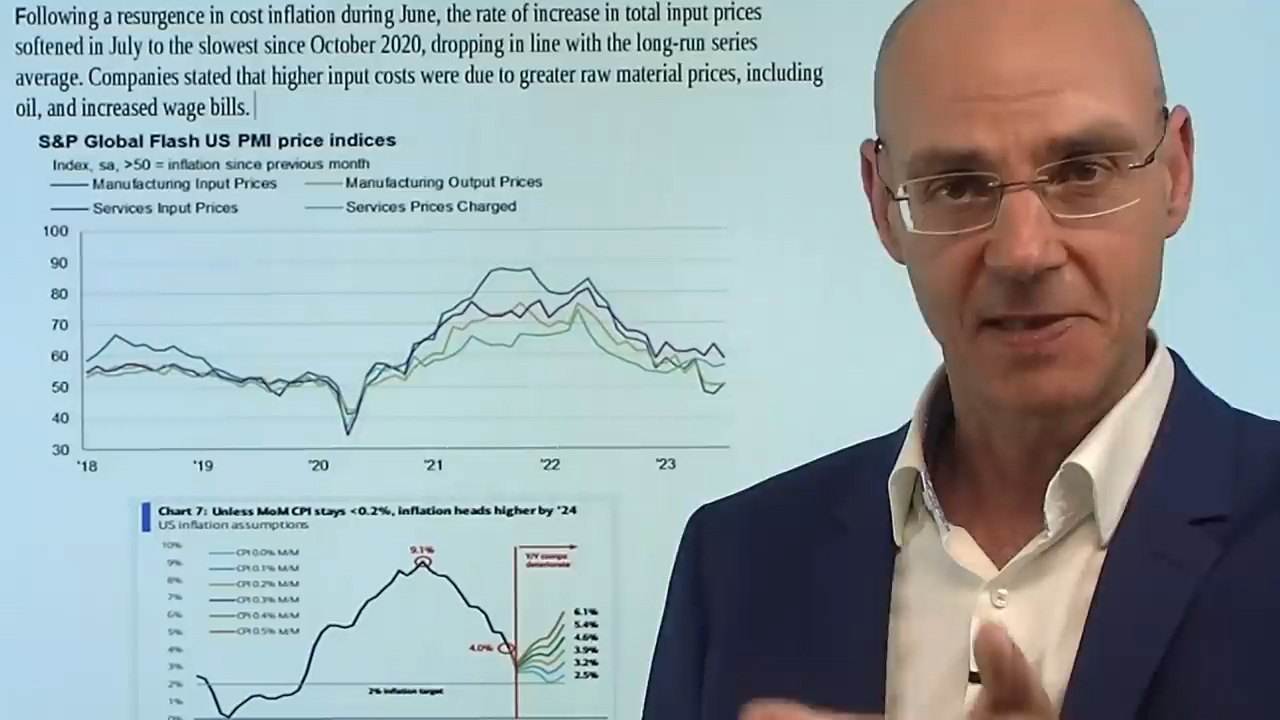 Following a resurgence in cost inflation during June, the rate of increase in total input prices
softened in July to the slowest since October 2020, dropping in line with the long-run series
average. Companies stated that higher input costs were due to greater raw material prices, including
oil, and increased wage bills.
S&P Global Flash US PMI price indices
Index, sa, >50 = inflation since previous month
Manufacturing Input Prices
Manufacturing Output Prices
Services Input Prices
Services Prices Charged
100
90
80
70
60
50
40
30
'18 '19 '20 '21 '22 '23
Chart 7: Unless MoM CPI stays <0.2%, inflation heads higher by '24
US inflation assumptions
10%
9%
8%
7%
6%
5%
4%
3%
2%
1%
0%
CPI 0.0% M/M
CPI 0.1% M/M
CPI 0.2% M/M
CPI 0.3% M/M
CPI 0.4% M/M
CPI 0.5% M/M
9.1%
Y/Y comps
deteriorate
4.0%
6.1%
5.4%
4.6%
3.9%
3.2%
2.5%
2% inflation target